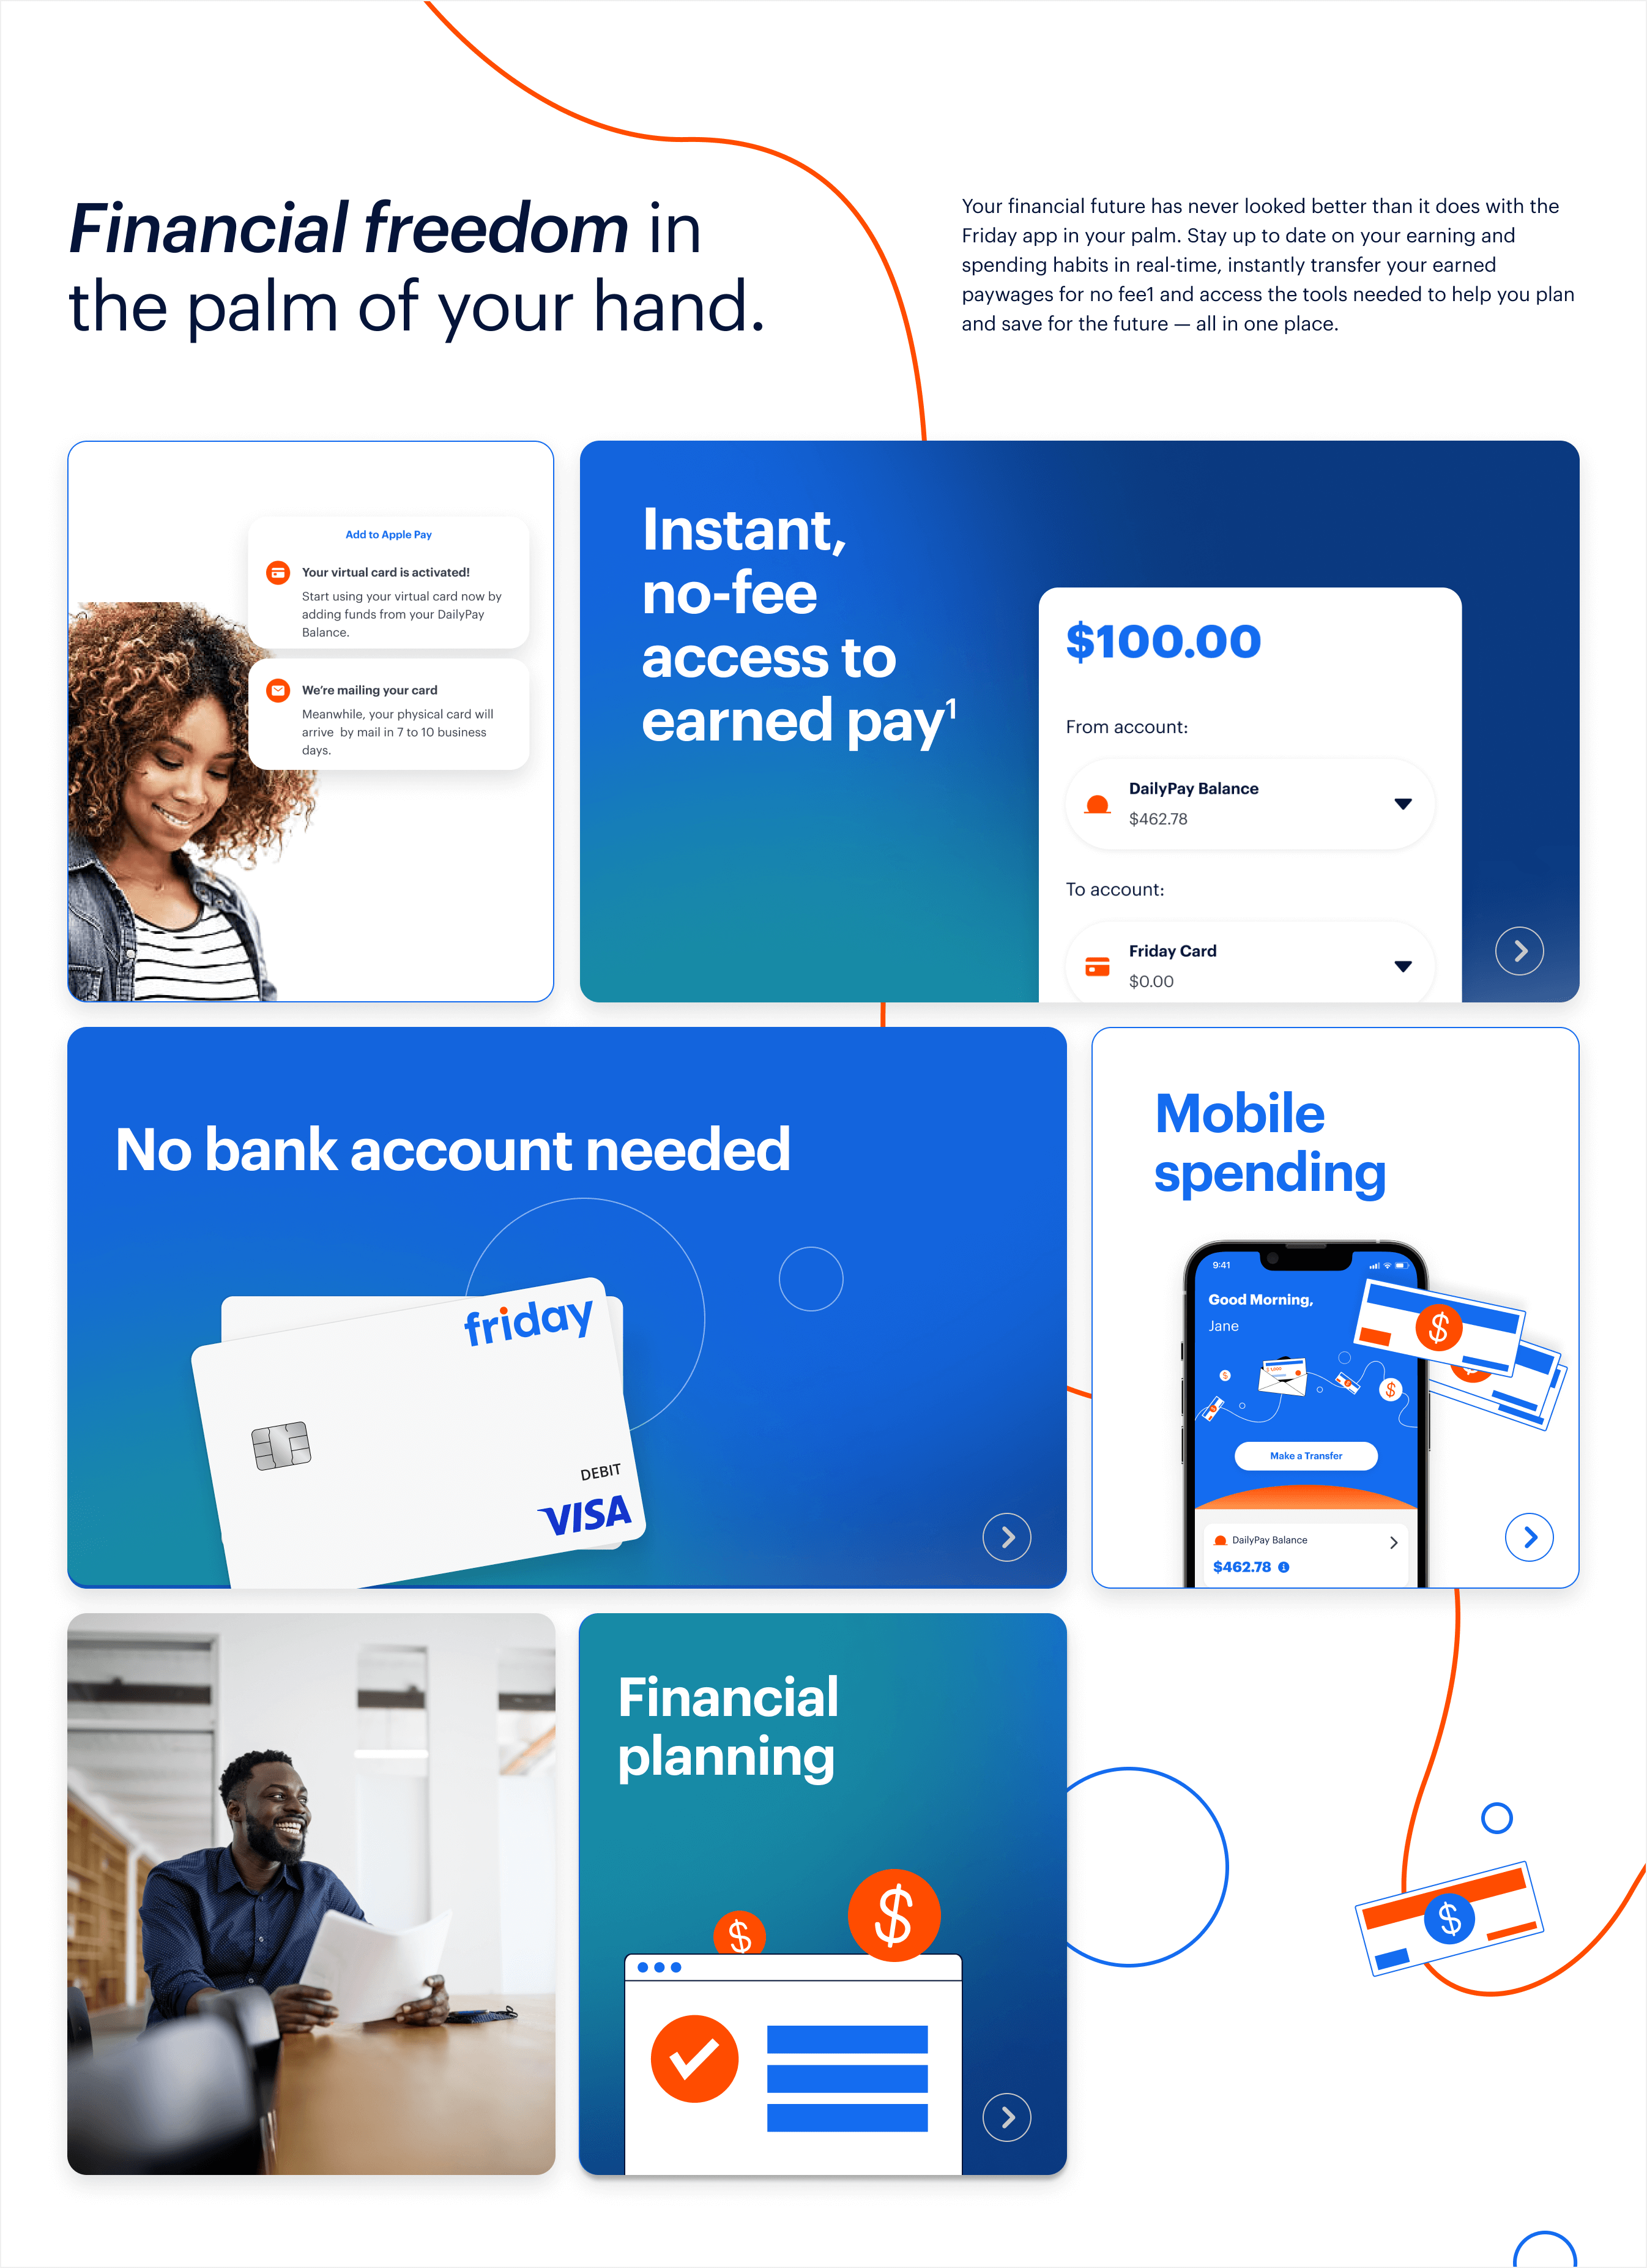 Financial freedom in
the palm of your hand.
Your financial future has never looked better than it does with the
Friday app in your palm. Stay up to date on your earning and
spending habits in real-time, instantly transfer your earned
paywages for no fee1 and access the tools needed to help you plan
and save for the future — all in one place.
Add to Apple Pay
Your virtual card is activated!
Start using your virtual card now by
adding funds from your DailyPay
Balance.
We're mailing your card
Meanwhile, your physical card will
arrive by mail in 7 to 10 business
days.
Instant,
no-fee
access to
earned pay¹
$100.00
From account:
DailyPay Balance
$462.78
To account:
Friday Card
$0.00
No bank account needed
friday
DEBIT
VISA
Mobile
spending
9:41
Good Morning,
Jane
$
$
$
Make a Transfer
DailyPay Balance
$462.78
Financial
planning
$
$
$